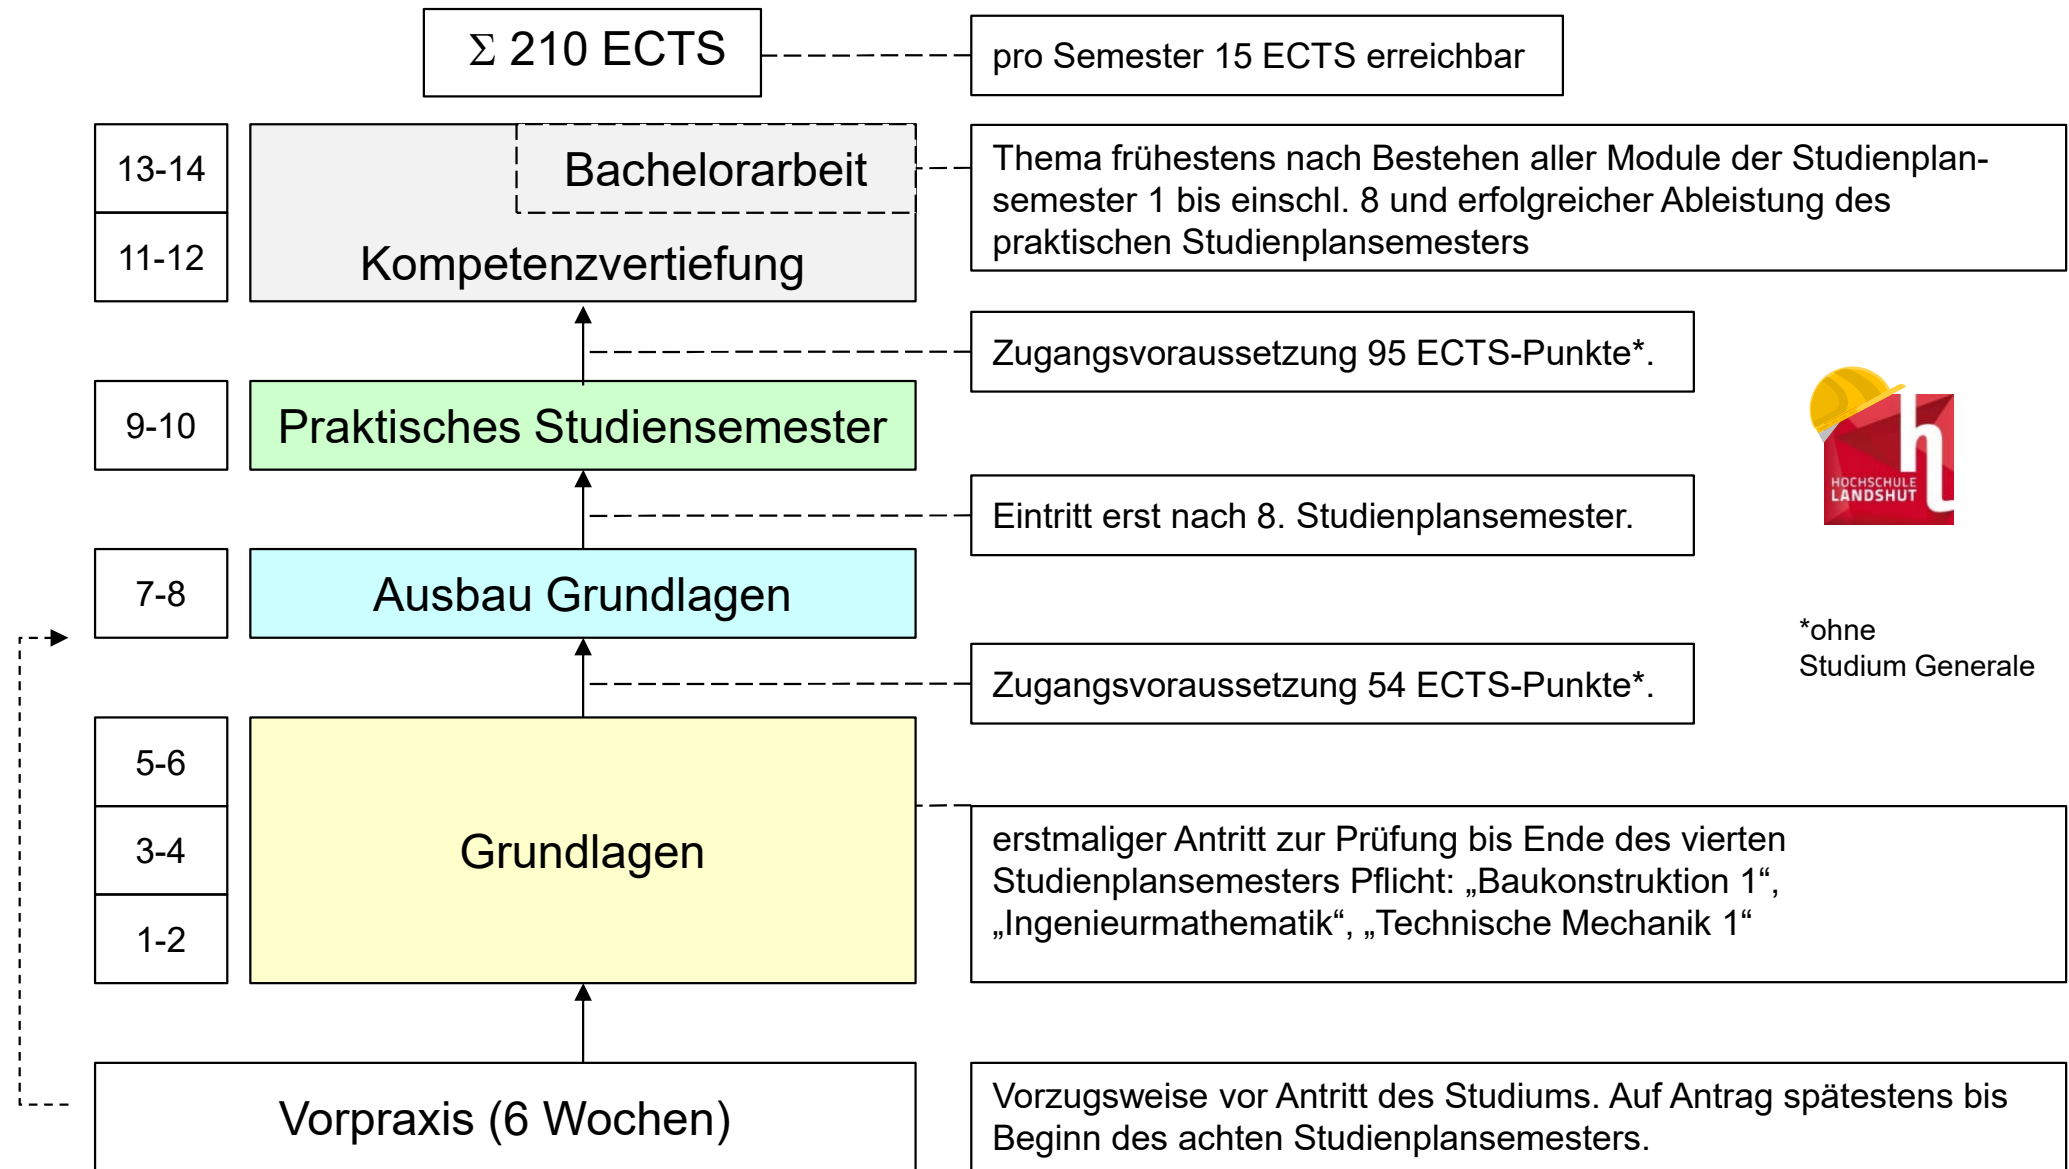 Σ 210 ECTS
pro Semester 15 ECTS erreichbar
13-14
Bachelorarbeit
Thema frühestens nach Bestehen aller Module der Studienplan-
semester 1 bis einschl. 8 und erfolgreicher Ableistung des
praktischen Studienplansemesters
11-12
Kompetenzvertiefung
Zugangsvoraussetzung 95 ECTS-Punkte*.
9-10
Praktisches Studiensemester
HOCHSCHULE
LANDSHUT
Eintritt erst nach 8. Studienplansemester.
7-8
Ausbau Grundlagen
*ohne
Studium Generale
Zugangsvoraussetzung 54 ECTS-Punkte*.
5-6
3-4
1-2
Grundlagen
erstmaliger Antritt zur Prüfung bis Ende des vierten
Studienplansemesters Pflicht: „Baukonstruktion 1“,
„Ingenieurmathematik“, „Technische Mechanik 1“
Vorpraxis (6 Wochen)
Vorzugsweise vor Antritt des Studiums. Auf Antrag spätestens bis
Beginn des achten Studienplansemesters.